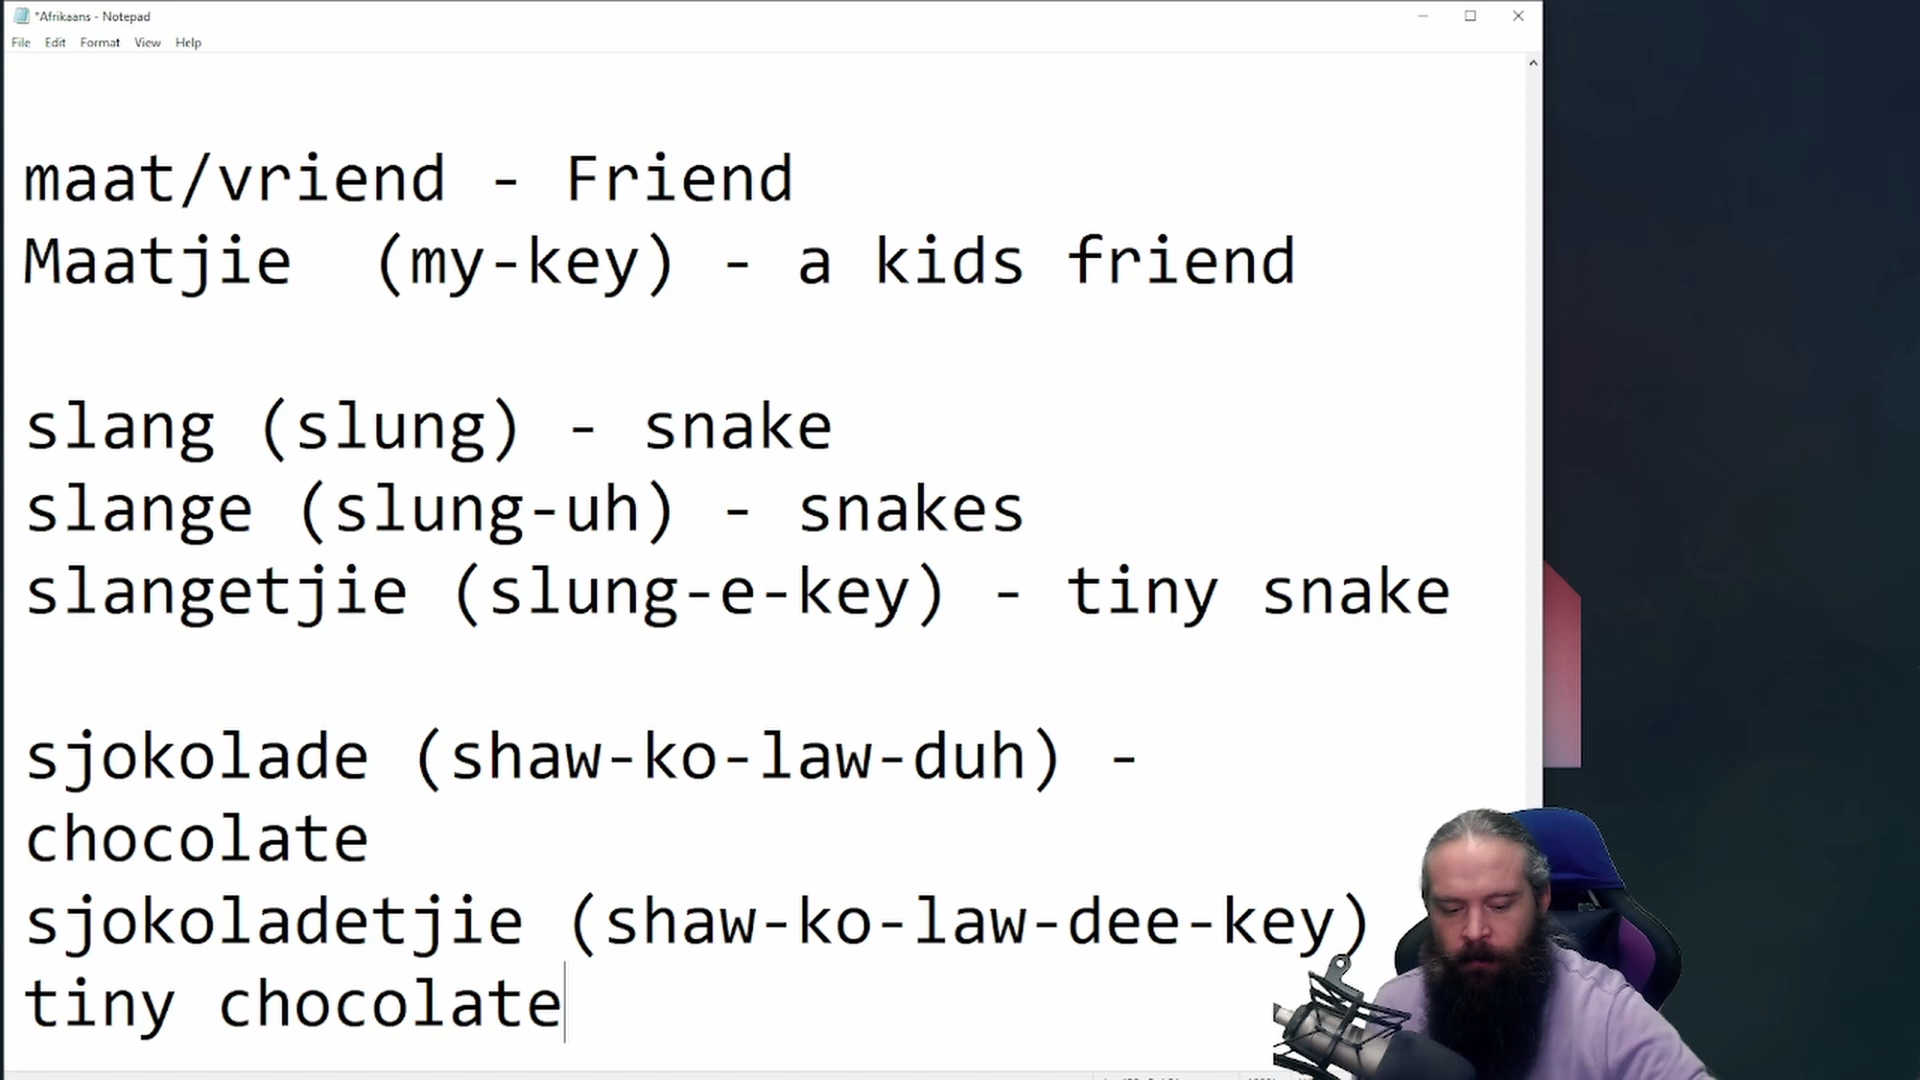 *Afrikaans - Notepad
File Edit Format View Help
maat/vriend - Friend
Maatjie  (my-key) - a kids friend
slang (slung) - snake
slange (slung-uh) - snakes
slangetjie (slung-e-key) - tiny snake
sjokolade (shaw-ko-law-duh) -
chocolate
sjokoladetjie (shaw-ko-law-dee-key)
tiny chocolate